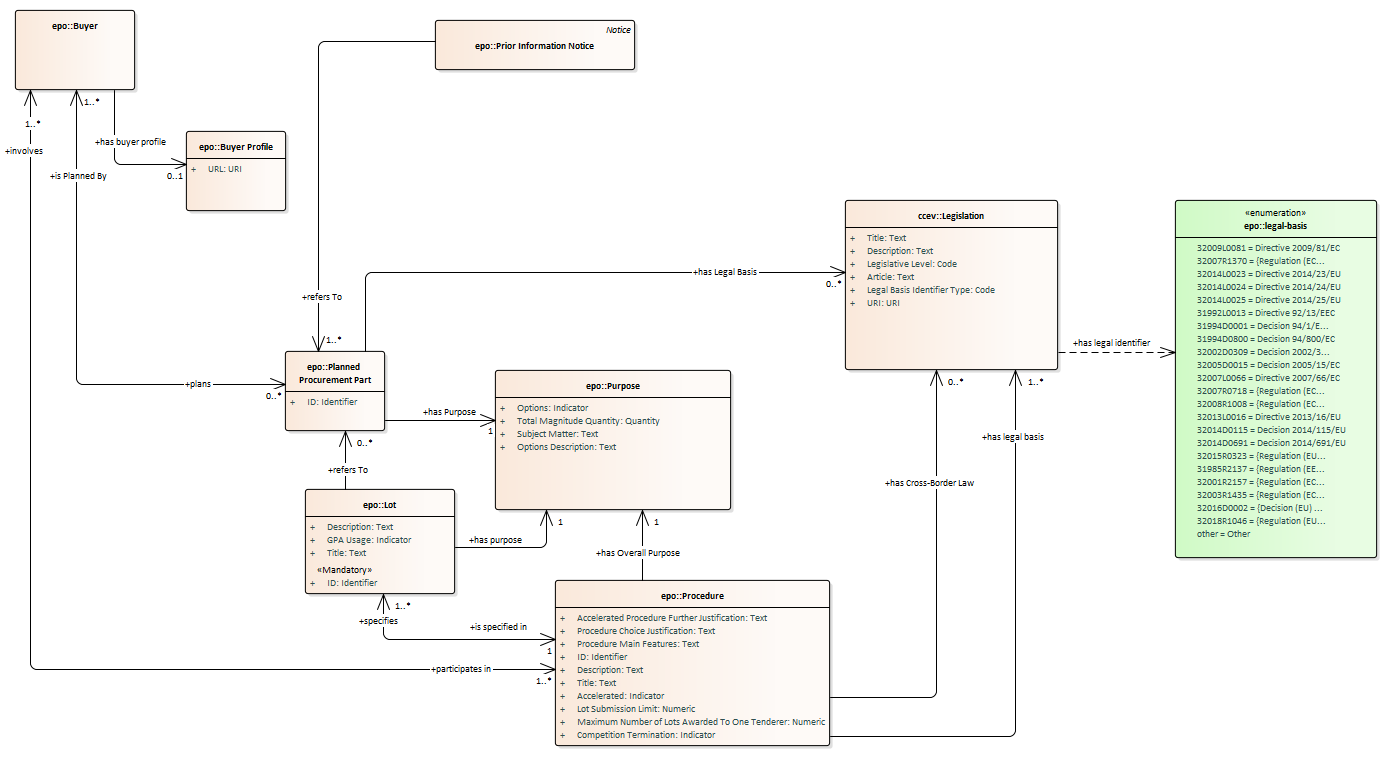 epo::Buyer
Notice
epo::Prior Information Notice
1..*
+involves
1..*
+is Planned By
+has buyer profile
0..1
epo::Buyer Profile
+ URL: URI
+refers To
1..*
+plans
0..*
epo::Planned
Procurement Part
+ ID: Identifier
+has Legal Basis
0..*
ccev::Legislation
+ Title: Text
+ Description: Text
+ Legislative Level: Code
+ Article: Text
+ Legal Basis Identifier Type: Code
+ URI: URI
+has legal identifier
«enumeration»
epo::legal-basis
32009L0081 = Directive 2009/81/EC
32007R1370 = {Regulation (EC...
32014L0023 = Directive 2014/23/EU
32014L0024 = Directive 2014/24/EU
32014L0025 = Directive 2014/25/EU
31992L0013 = Directive 92/13/EEC
31994D0001 = Decision 94/1/E...
31994D0800 = Decision 94/800/EC
32002D0309 = Decision 2002/3...
32005D0015 = Decision 2005/15/EC
32007L0066 = Directive 2007/66/EC
32007R0718 = {Regulation (EC...
32008R1008 = {Regulation (EC...
32013L0016 = Directive 2013/16/EU
32014D0115 = Decision 2014/115/EU
32014D0691 = Decision 2014/691/EU
32015R0323 = {Regulation (EU...
31985R2137 = {Regulation (EE...
32001R2157 = {Regulation (EC...
32003R1435 = {Regulation (EC...
32016D0002 = {Decision (EU) ...
32018R1046 = {Regulation (EU...
other = Other
+has Purpose
1
epo::Purpose
+ Options: Indicator
+ Total Magnitude Quantity: Quantity
+ Subject Matter: Text
+ Options Description: Text
0..*
+refers To
epo::Lot
+ Description: Text
+ GPA Usage: Indicator
+ Title: Text
«Mandatory»
+ ID: Identifier
+has purpose
1
1
+has Overall Purpose
0..*
+has Cross-Border Law
1..*
+has legal basis
1..*
+specifies
+is specified in
1
+participates in
1..*
epo::Procedure
+ Accelerated Procedure Further Justification: Text
+ Procedure Choice Justification: Text
+ Procedure Main Features: Text
+ ID: Identifier
+ Description: Text
+ Title: Text
+ Accelerated: Indicator
+ Lot Submission Limit: Numeric
+ Maximum Number of Lots Awarded To One Tenderer: Numeric
+ Competition Termination: Indicator